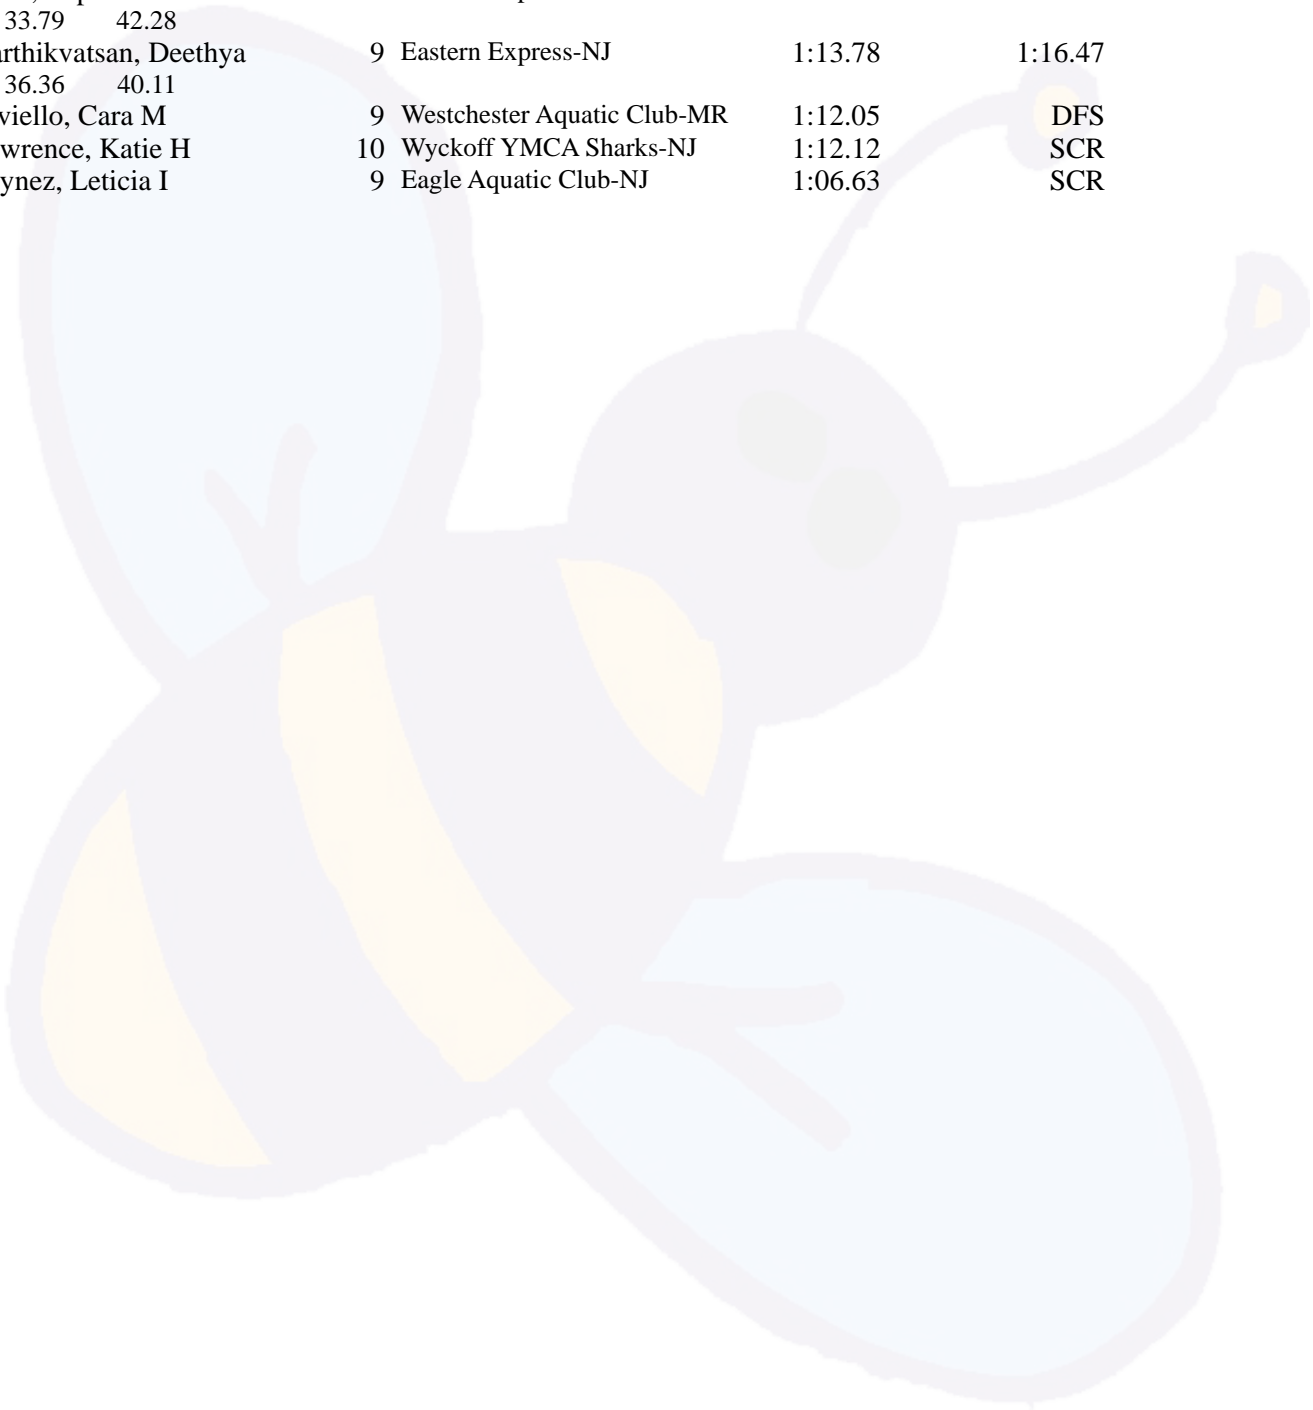 33.79 42.28
arthikvatsan, Deethya 9 Eastern Express-NJ 1:13.78 1:16.47
36.36 40.11
viello, Cara M 9 Westchester Aquatic Club-MR 1:12.05 DFS
wrence, Katie H 10 Wyckoff YMCA Sharks-NJ 1:12.12 SCR
ynez, Leticia I 9 Eagle Aquatic Club-NJ 1:06.63 SCR